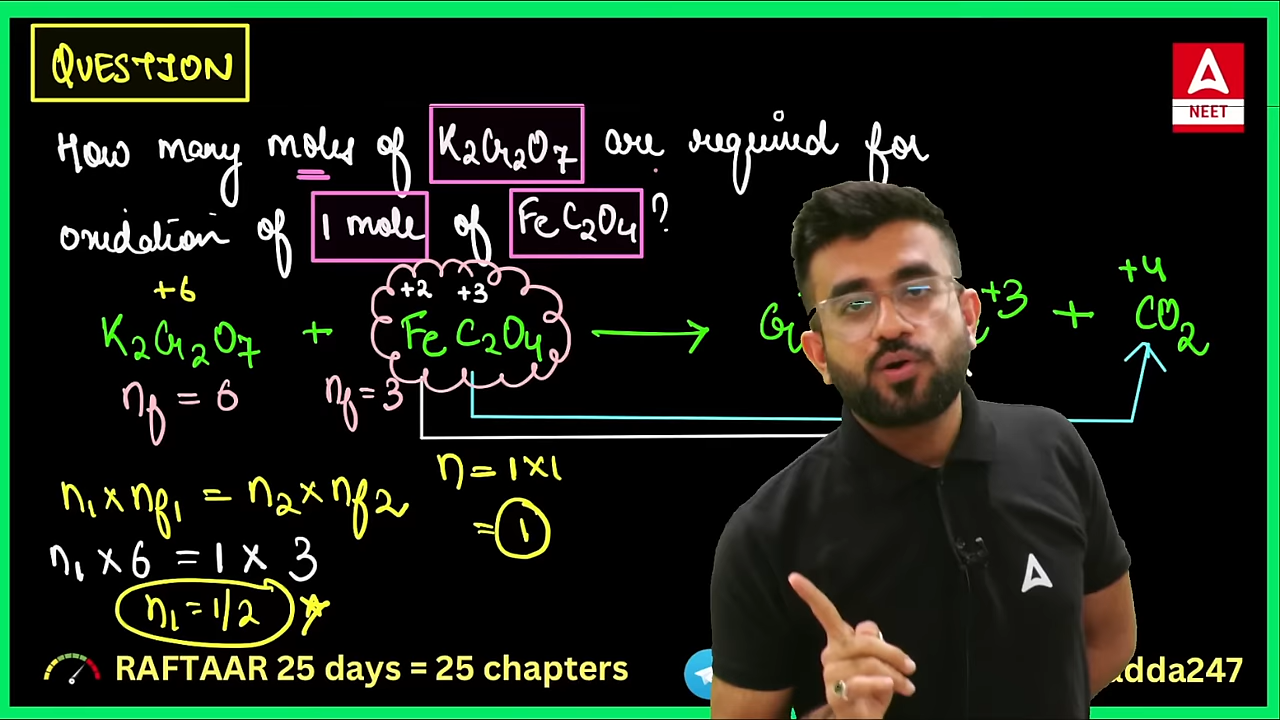 QUESTION
NEET
How many moles of K2Cr2O7 are required for
oxidation of 1 mole of FeC2O4?
+6 +2 +3 +3 +4
K2Cr2O7 + FeC2O4 → + CO2
nf = 6 nf = 3
n = 1×1
= 1
n1 × nf1 = n2 × nf2
n1 × 6 = 1 × 3
n1 = 1/2
RAFTAAR 25 days = 25 chapters
adda247